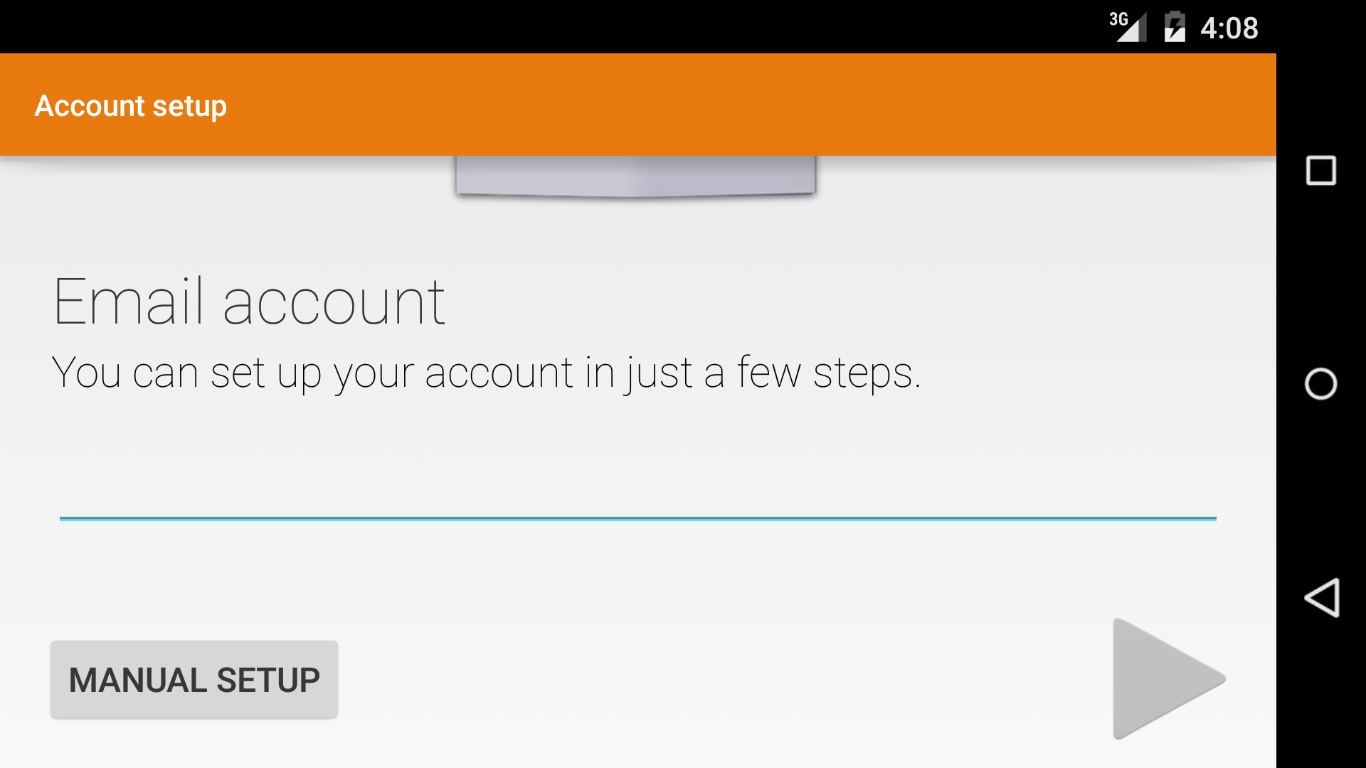 3G 4:08
Account setup
Email account
You can set up your account in just a few steps.
MANUAL SETUP